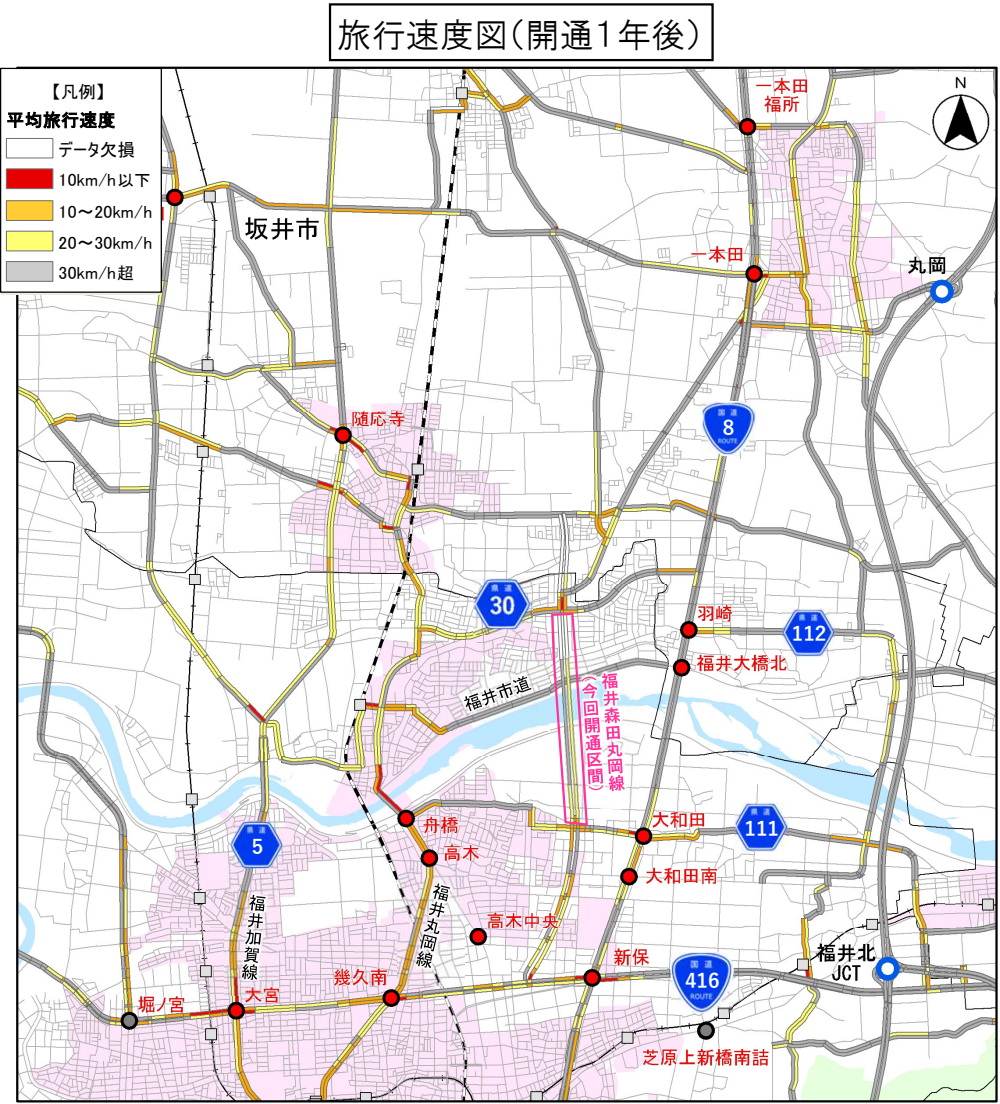 旅行速度図（開通1年後）
【凡例】
平均旅行速度
データ欠損
10km/h以下
10～20km/h
20～30km/h
30km/h超
一本田
福所
N
坂井市
一本田
丸岡
随応寺
国道
8
ROUTE
県道
30
羽崎
県道
112
福井大橋北
福井市道
福井森田丸岡線
（今回開通区間）
舟橋
大和田
県道
111
県道
5
高木
大和田南
福井加賀線
福井丸岡線
高木中央
福井北
JCT
新保
国道
416
ROUTE
幾久南
大宮
堀ノ宮
芝原上新橋南詰